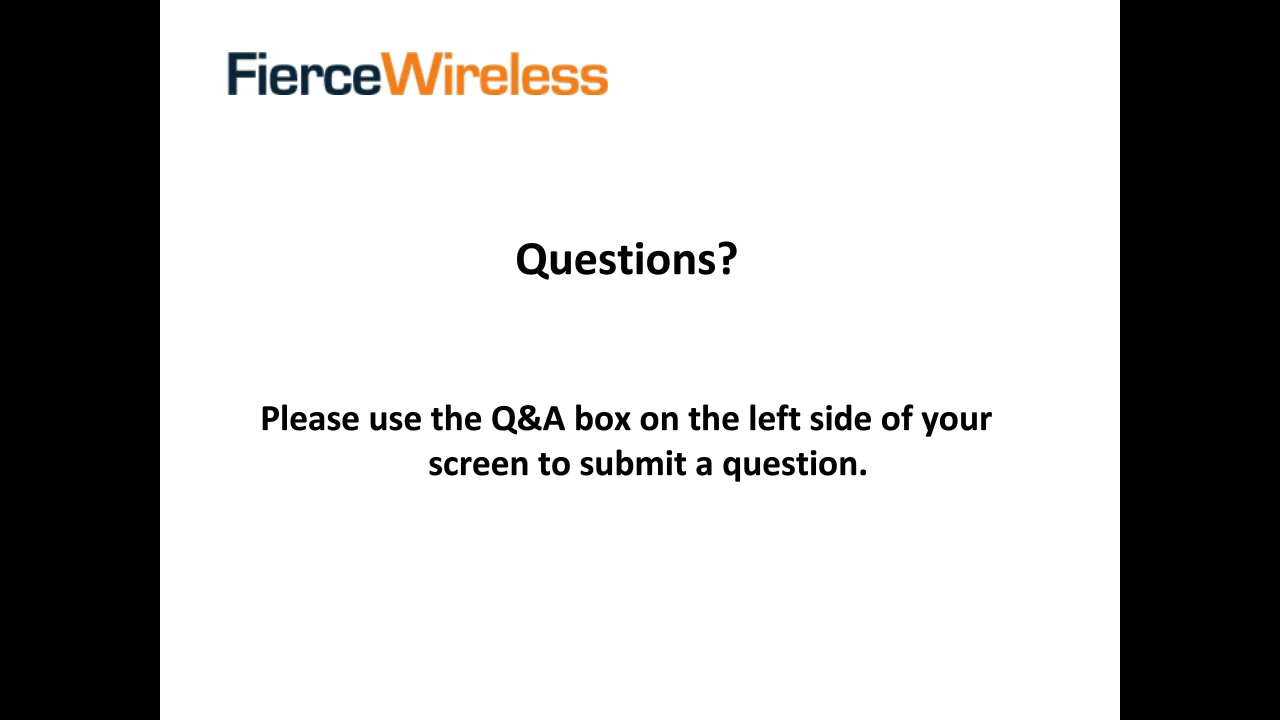 FierceWireless
Questions?
Please use the Q&A box on the left side of your
screen to submit a question.